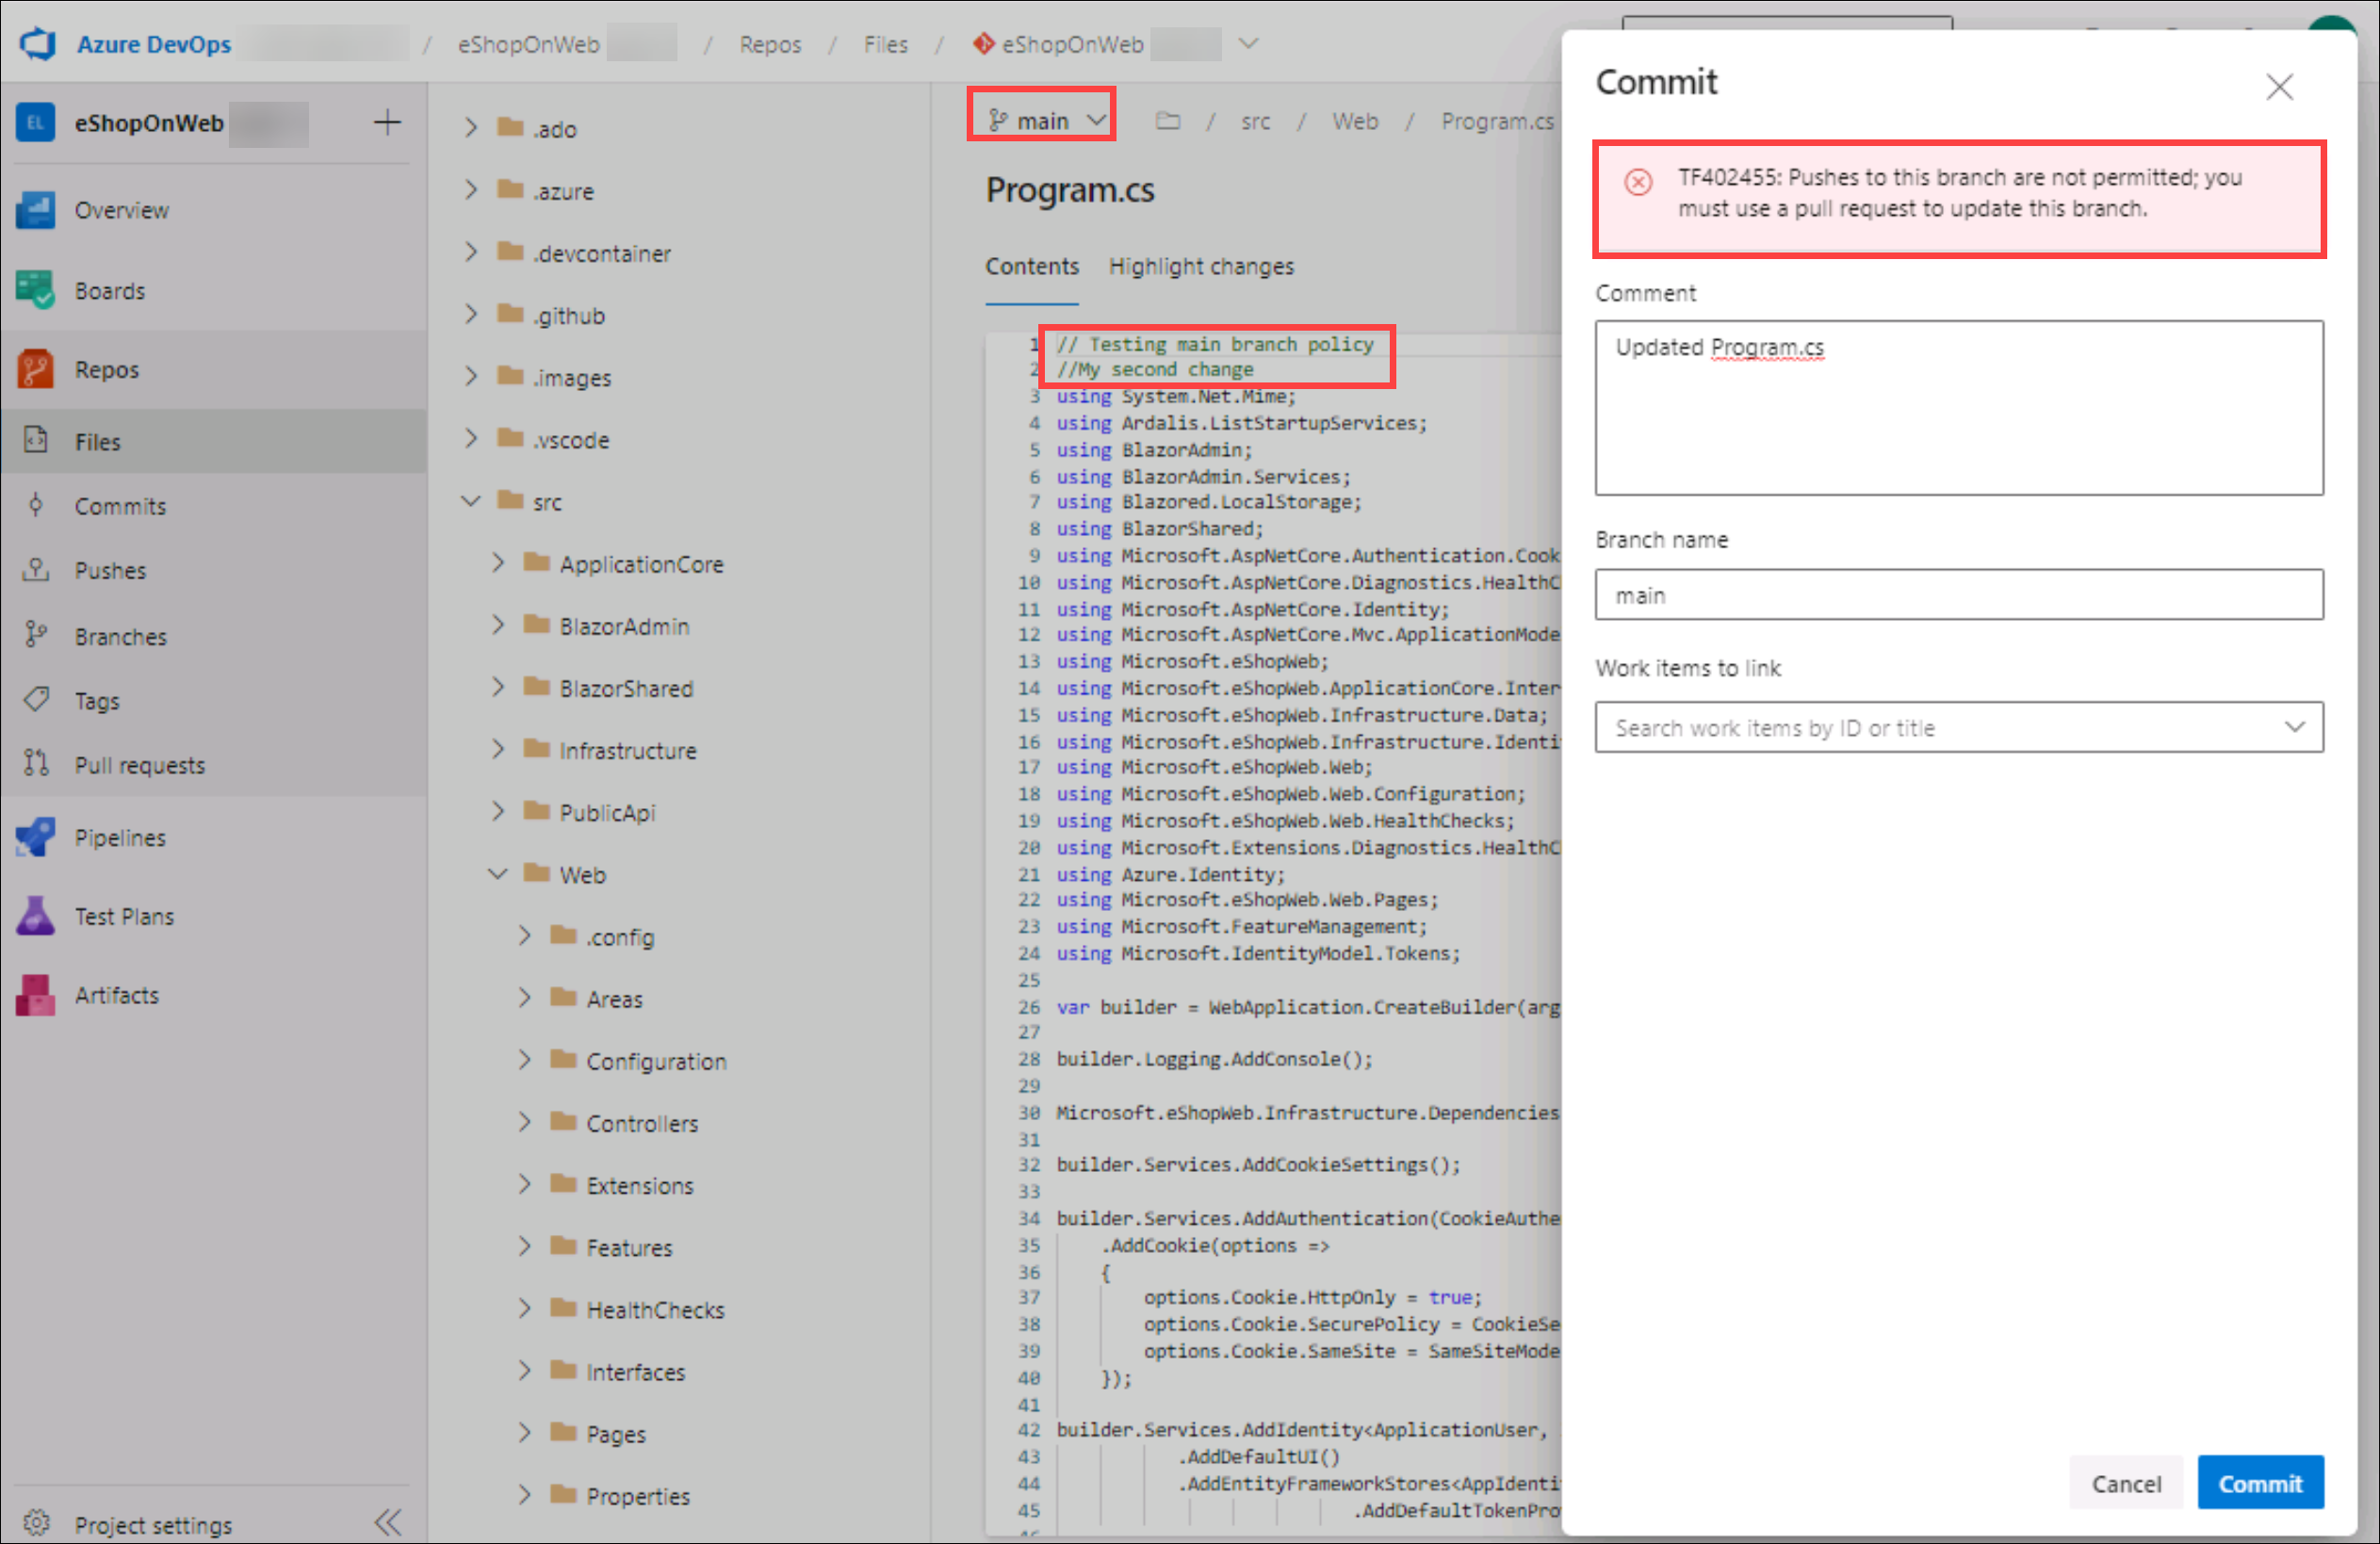 Azure DevOps / eShopOnWeb / Repos / Files / eShopOnWeb
EL eShopOnWeb
Overview
Boards
Repos
Files
Commits
Pushes
Branches
Tags
Pull requests
Pipelines
Test Plans
Artifacts
Project settings
.ado
.azure
.devcontainer
.github
.images
.vscode
src
ApplicationCore
BlazorAdmin
BlazorShared
Infrastructure
PublicApi
Web
.config
Areas
Configuration
Controllers
Extensions
Features
HealthChecks
Interfaces
Pages
Properties
main / src / Web / Program.cs
Program.cs
Contents Highlight changes
1 // Testing main branch policy
2 //My second change
3 using System.Net.Mime;
4 using Ardalis.ListStartupServices;
5 using BlazorAdmin;
6 using BlazorAdmin.Services;
7 using Blazored.LocalStorage;
8 using BlazorShared;
9 using Microsoft.AspNetCore.Authentication.Cook
10 using Microsoft.AspNetCore.Diagnostics.HealthC
11 using Microsoft.AspNetCore.Identity;
12 using Microsoft.AspNetCore.Mvc.ApplicationMode
13 using Microsoft.eShopWeb;
14 using Microsoft.eShopWeb.ApplicationCore.Inter
15 using Microsoft.eShopWeb.Infrastructure.Data;
16 using Microsoft.eShopWeb.Infrastructure.Identi
17 using Microsoft.eShopWeb.Web;
18 using Microsoft.eShopWeb.Web.Configuration;
19 using Microsoft.eShopWeb.Web.HealthChecks;
20 using Microsoft.Extensions.Diagnostics.HealthC
21 using Azure.Identity;
22 using Microsoft.eShopWeb.Web.Pages;
23 using Microsoft.FeatureManagement;
24 using Microsoft.IdentityModel.Tokens;
25
26 var builder = WebApplication.CreateBuilder(arg
27
28 builder.Logging.AddConsole();
29
30 Microsoft.eShopWeb.Infrastructure.Dependencies
31
32 builder.Services.AddCookieSettings();
33
34 builder.Services.AddAuthentication(CookieAuthe
35 .AddCookie(options =>
36 {
37 options.Cookie.HttpOnly = true;
38 options.Cookie.SecurePolicy = CookieSe
39 options.Cookie.SameSite = SameSiteMode
40 });
41
42 builder.Services.AddIdentity<ApplicationUser,
43 .AddDefaultUI()
44 .AddEntityFrameworkStores<AppIdenti
45 .AddDefaultTokenPro
Commit
TF402455: Pushes to this branch are not permitted; you
must use a pull request to update this branch.
Comment
Updated Program.cs
Branch name
main
Work items to link
Search work items by ID or title
Cancel
Commit